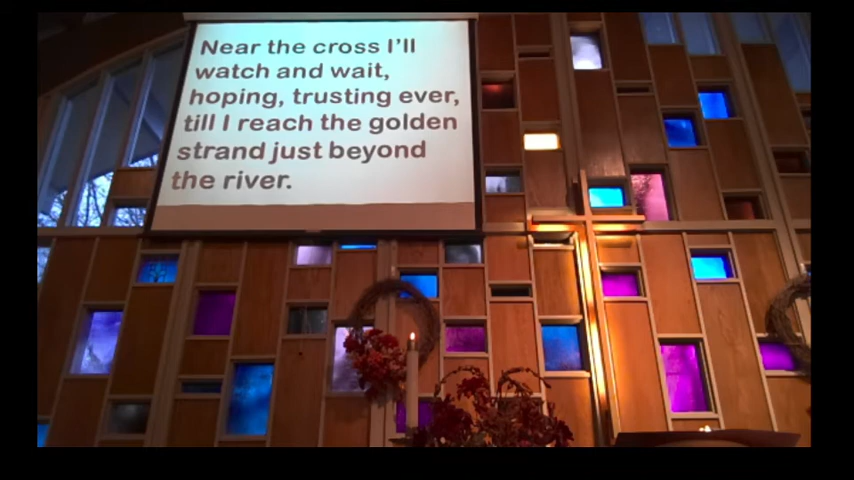 Near the cross I'll
watch and wait,
hoping, trusting ever,
till I reach the golden
strand just beyond
the river.